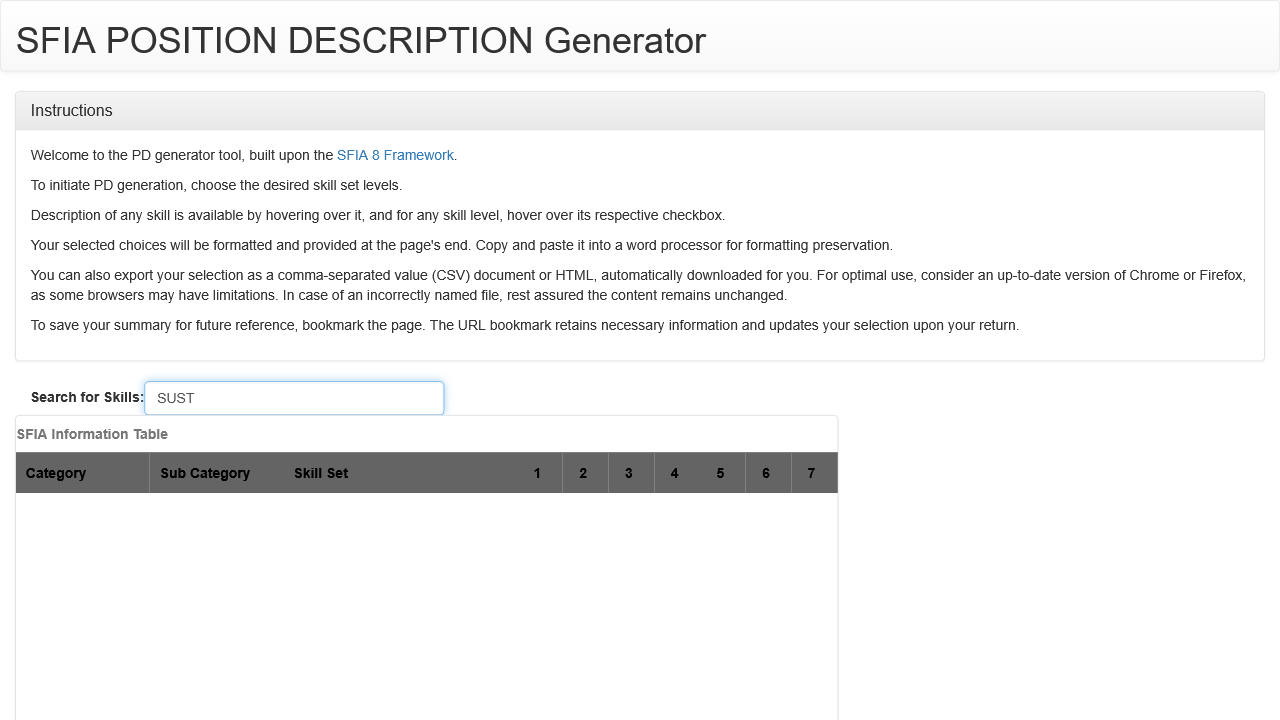 SFIA POSITION DESCRIPTION Generator
Instructions
Welcome to the PD generator tool, built upon the SFIA 8 Framework.
To initiate PD generation, choose the desired skill set levels.
Description of any skill is available by hovering over it, and for any skill level, hover over its respective checkbox.
Your selected choices will be formatted and provided at the page's end. Copy and paste it into a word processor for formatting preservation.
You can also export your selection as a comma-separated value (CSV) document or HTML, automatically downloaded for you. For optimal use, consider an up-to-date version of Chrome or Firefox,
as some browsers may have limitations. In case of an incorrectly named file, rest assured the content remains unchanged.
To save your summary for future reference, bookmark the page. The URL bookmark retains necessary information and updates your selection upon your return.
Search for Skills: SUST
SFIA Information Table
Category Sub Category Skill Set 1 2 3 4 5 6 7